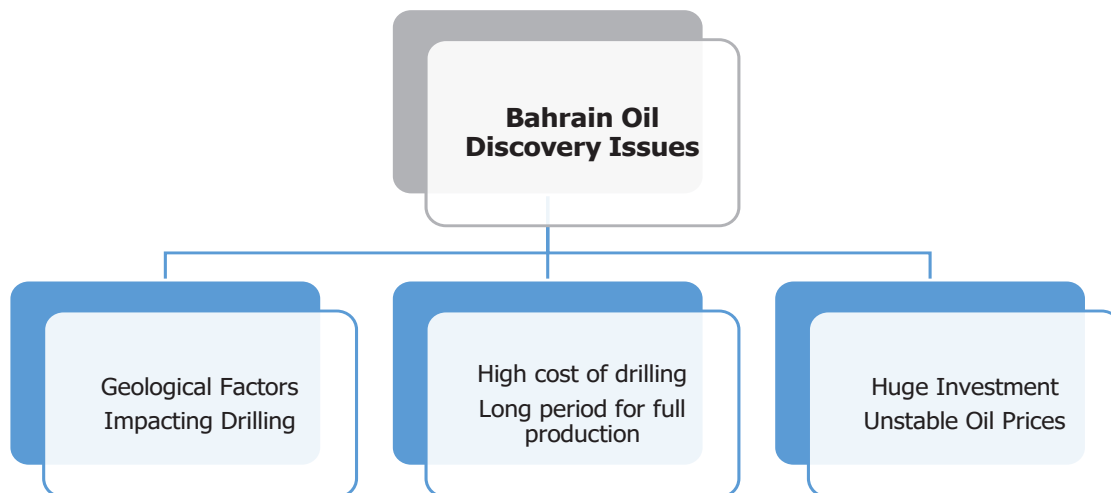 Bahrain Oil
Discovery Issues
Geological Factors
Impacting Drilling
High cost of drilling
Long period for full
production
Huge Investment
Unstable Oil Prices